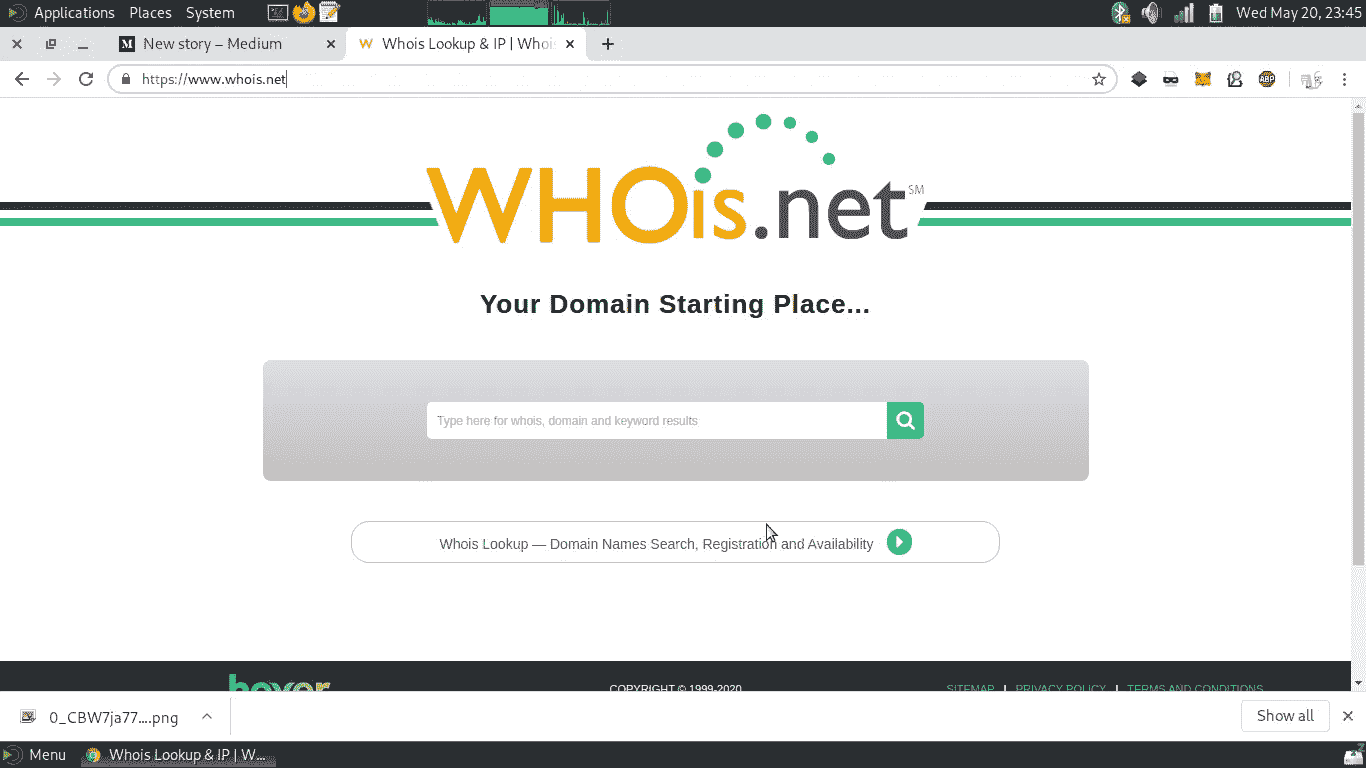 Applications Places System Wed May 20, 23:45
New story – Medium Whois Lookup & IP | Whois
https://www.whois.net
ABP
WHOis.net SM
Your Domain Starting Place...
Type here for whois, domain and keyword results
Whois Lookup — Domain Names Search, Registration and Availability
hover COPYRIGHT © 1999-2020 SITEMAP | PRIVACY POLICY | TERMS AND CONDITIONS
0_CBW7ja77....png Show all
Menu Whois Lookup & IP | W...